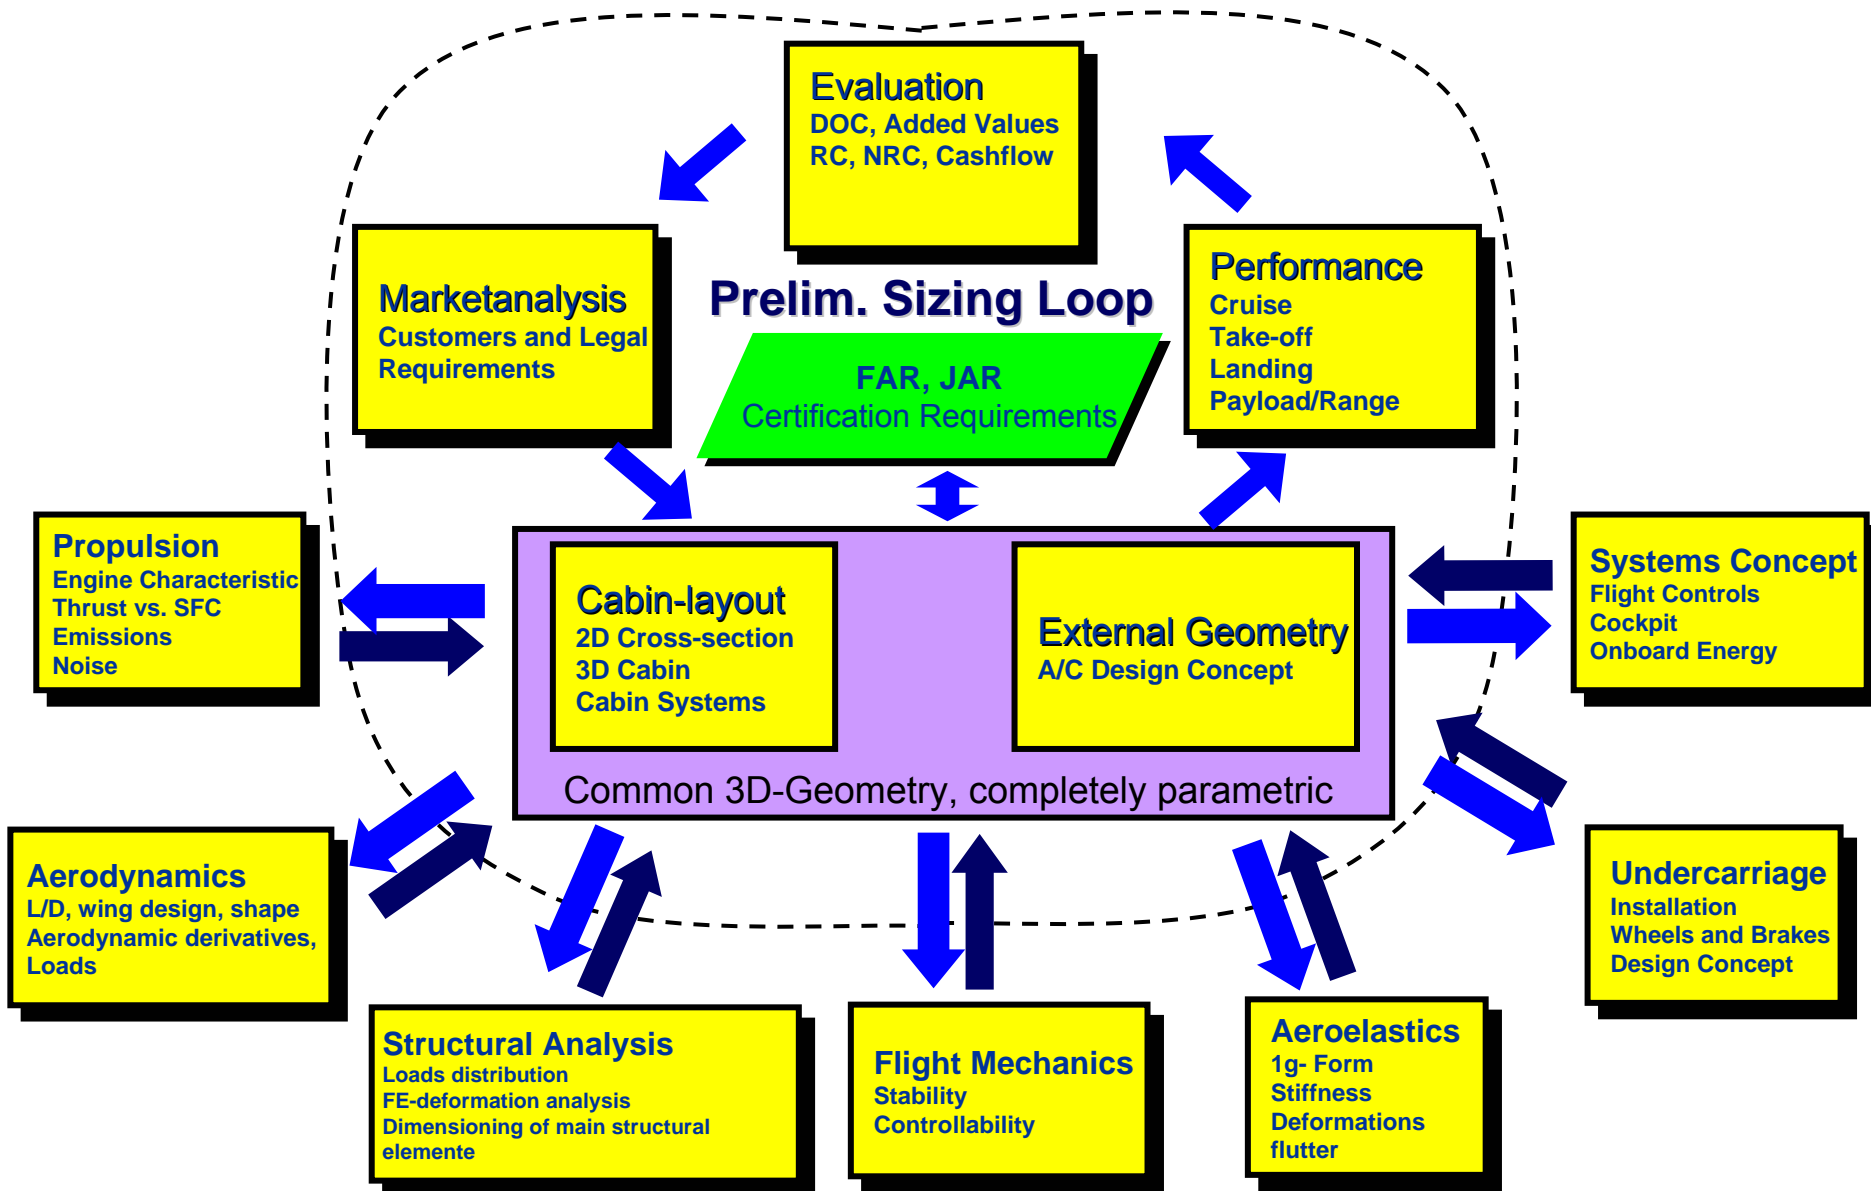 Evaluation
DOC, Added Values
RC, NRC, Cashflow
Marketanalysis
Customers and Legal
Requirements
Prelim. Sizing Loop
FAR, JAR
Certification Requirements
Performance
Cruise
Take-off
Landing
Payload/Range
Propulsion
Engine Characteristic
Thrust vs. SFC
Emissions
Noise
Cabin-layout
2D Cross-section
3D Cabin
Cabin Systems
External Geometry
A/C Design Concept
Common 3D-Geometry, completely parametric
Systems Concept
Flight Controls
Cockpit
Onboard Energy
Aerodynamics
L/D, wing design, shape
Aerodynamic derivatives,
Loads
Undercarriage
Installation
Wheels and Brakes
Design Concept
Structural Analysis
Loads distribution
FE-deformation analysis
Dimensioning of main structural
elemente
Flight Mechanics
Stability
Controllability
Aeroelastics
1g- Form
Stiffness
Deformations
flutter